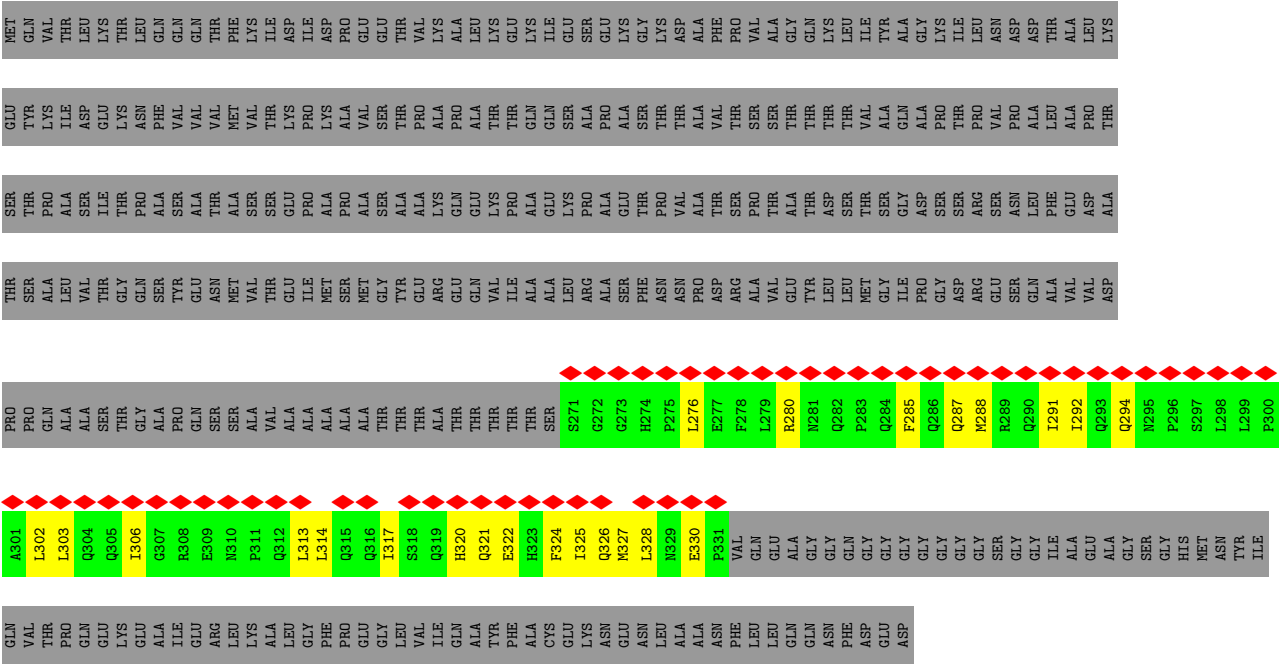 MET GLN VAL THR LEU LYS THR LEU GLN GLN GLN THR PHE LYS ILE ASP ILE ASP PRO GLU GLU THR VAL LYS ALA LEU LYS GLU LYS ILE GLU SER GLU LYS GLY LYS ASP ALA PHE PRO VAL ALA GLY GLN LYS LEU ILE TYR ALA GLY LYS ILE LEU ASN ASP ASP THR ALA LEU LYS
GLU TYR LYS ILE ASP GLU LYS ASN PHE VAL VAL VAL MET VAL THR LYS PRO LYS ALA VAL SER THR PRO ALA PRO ALA THR THR GLN GLN SER ALA PRO ALA SER THR THR ALA VAL THR SER SER THR THR THR THR VAL ALA GLN ALA PRO THR PRO VAL PRO ALA LEU ALA PRO THR
SER THR PRO ALA SER ILE THR PRO ALA SER ALA THR ALA SER SER GLU PRO ALA PRO ALA SER ALA ALA LYS GLN GLU LYS PRO ALA GLU LYS PRO ALA GLU THR PRO VAL ALA THR SER PRO THR ALA THR ASP SER THR SER GLY ASP SER SER ARG SER ASN LEU PHE GLU ASP ALA
THR SER ALA LEU VAL THR GLY GLN SER TYR GLU ASN MET VAL THR GLU ILE MET SER MET GLY TYR GLU ARG GLU GLN VAL ILE ALA ALA LEU ARG ALA SER PHE ASN ASN PRO ASP ARG ALA VAL GLU TYR LEU LEU MET GLY ILE PRO GLY ASP ARG GLU SER GLN ALA VAL VAL ASP
PRO PRO GLN ALA ALA SER THR GLY ALA PRO GLN SER SER ALA VAL ALA ALA ALA ALA ALA THR THR THR ALA THR THR THR THR THR SER S271 G272 G273 H274 P275 L276 E277 F278 L279 R280 N281 Q282 P283 Q284 F285 Q286 Q287 M288 R289 Q290 I291 I292 Q293 Q294 N295 P296 S297 L298 L299 P300
A301 L302 L303 Q304 Q305 I306 G307 R308 E309 N310 P311 Q312 L313 L314 Q315 Q316 I317 S318 Q319 H320 Q321 E322 H323 F324 I325 Q326 M327 L328 N329 E330 P331 VAL GLN GLU ALA GLY GLY GLN GLY GLY GLY GLY GLY GLY SER GLY GLY ILE ALA GLU ALA GLY SER GLY HIS MET ASN TYR ILE
GLN VAL THR PRO GLN GLU LYS GLU ALA ILE GLU ARG LEU LYS ALA LEU GLY PHE PRO GLU GLY LEU VAL ILE GLN ALA TYR PHE ALA CYS GLU LYS ASN GLU ASN LEU ALA ALA ASN PHE LEU LEU GLN GLN ASN PHE ASP GLU ASP